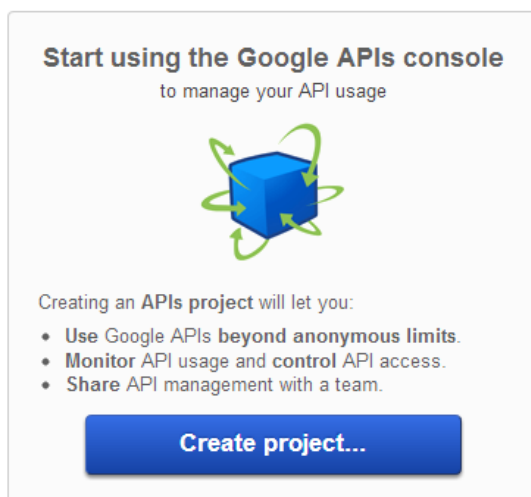 Start using the Google APIs console
to manage your API usage
Creating an APIs project will let you:
• Use Google APIs beyond anonymous limits.
• Monitor API usage and control API access.
• Share API management with a team.
Create project...